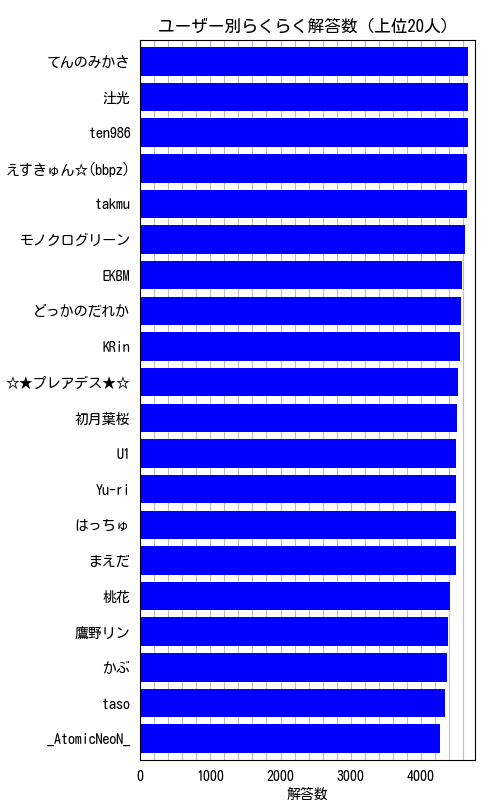 ユーザー別らくらく解答数 (上位20人)
てんのみかさ
汢光
ten986
えすきゅん☆(bbpz)
takmu
モノクログリーン
EKBM
どっかのだれか
KRin
☆★プレアデス★☆
初月葉桜
U1
Yu-ri
はっちゅ
まえだ
桃花
鷹野リン
かぶ
taso
_AtomicNeoN_
0 1000 2000 3000 4000
解答数